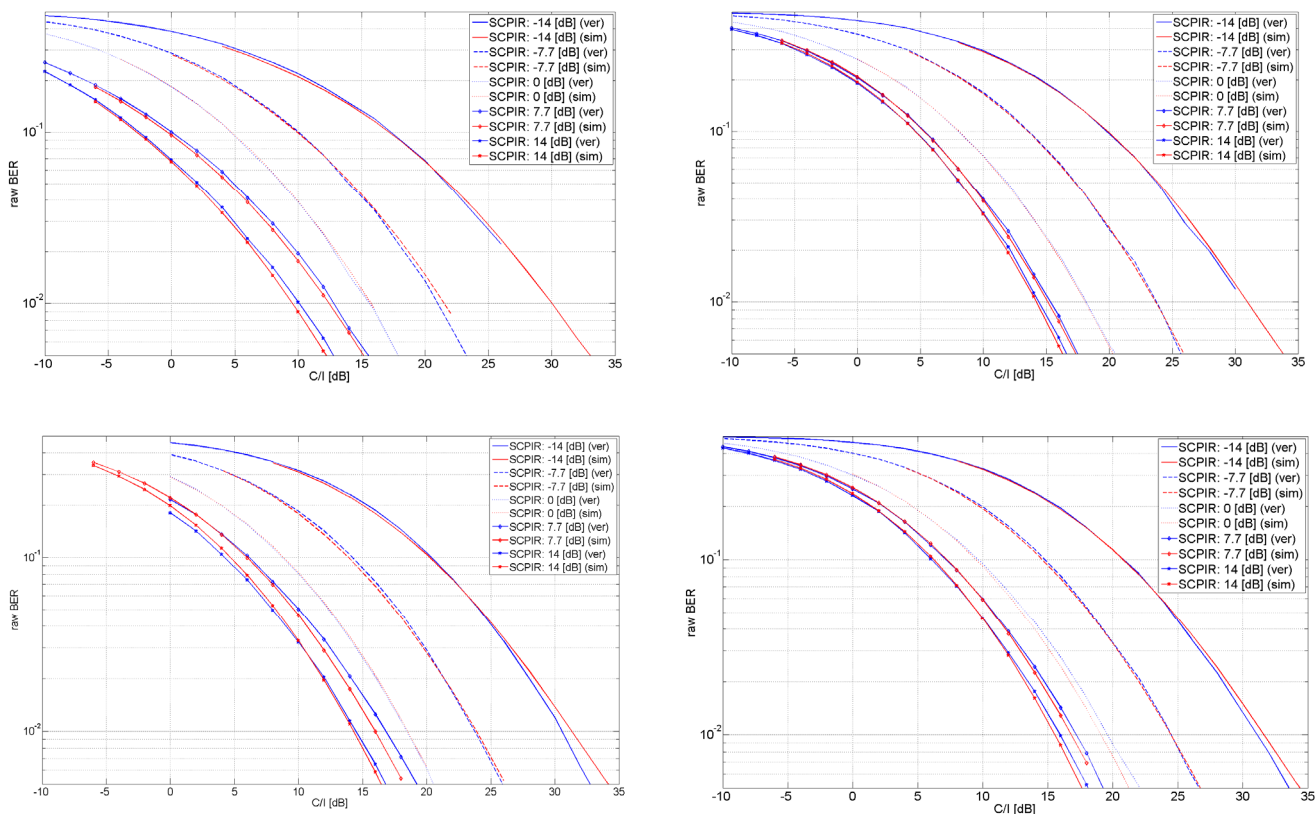 SCPIR: -14 [dB] (ver)
SCPIR: -14 [dB] (sim)
SCPIR: -7.7 [dB] (ver)
SCPIR: -7.7 [dB] (sim)
SCPIR: 0 [dB] (ver)
SCPIR: 0 [dB] (sim)
SCPIR: 7.7 [dB] (ver)
SCPIR: 7.7 [dB] (sim)
SCPIR: 14 [dB] (ver)
SCPIR: 14 [dB] (sim)
raw BER
10^-1
10^-2
-10 -5 0 5 10 15 20 25 30 35
C/I [dB]
SCPIR: -14 [dB] (ver)
SCPIR: -14 [dB] (sim)
SCPIR: -7.7 [dB] (ver)
SCPIR: -7.7 [dB] (sim)
SCPIR: 0 [dB] (ver)
SCPIR: 0 [dB] (sim)
SCPIR: 7.7 [dB] (ver)
SCPIR: 7.7 [dB] (sim)
SCPIR: 14 [dB] (ver)
SCPIR: 14 [dB] (sim)
raw BER
10^-1
10^-2
-10 -5 0 5 10 15 20 25 30 35
C/I [dB]
SCPIR: -14 [dB] (ver)
SCPIR: -14 [dB] (sim)
SCPIR: -7.7 [dB] (ver)
SCPIR: -7.7 [dB] (sim)
SCPIR: 0 [dB] (ver)
SCPIR: 0 [dB] (sim)
SCPIR: 7.7 [dB] (ver)
SCPIR: 7.7 [dB] (sim)
SCPIR: 14 [dB] (ver)
SCPIR: 14 [dB] (sim)
raw BER
10^-1
10^-2
-10 -5 0 5 10 15 20 25 30 35
C/I [dB]
SCPIR: -14 [dB] (ver)
SCPIR: -14 [dB] (sim)
SCPIR: -7.7 [dB] (ver)
SCPIR: -7.7 [dB] (sim)
SCPIR: 0 [dB] (ver)
SCPIR: 0 [dB] (sim)
SCPIR: 7.7 [dB] (ver)
SCPIR: 7.7 [dB] (sim)
SCPIR: 14 [dB] (ver)
SCPIR: 14 [dB] (sim)
raw BER
10^-1
10^-2
-10 -5 0 5 10 15 20 25 30 35
C/I [dB]